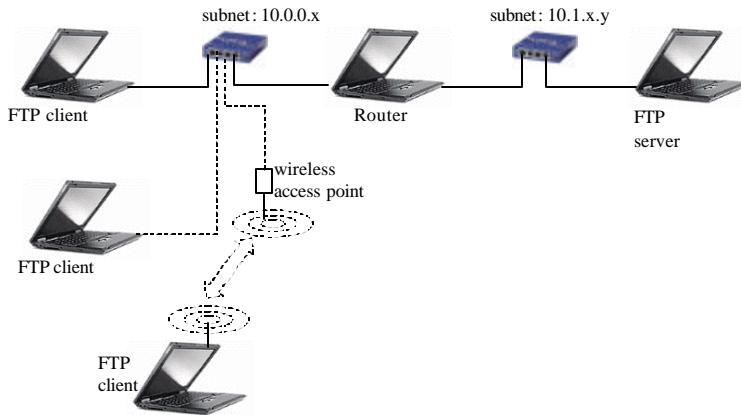 subnet: 10.0.0.x
subnet: 10.1.x.y
FTP client
Router
FTP
server
wireless
access point
FTP client
FTP
client